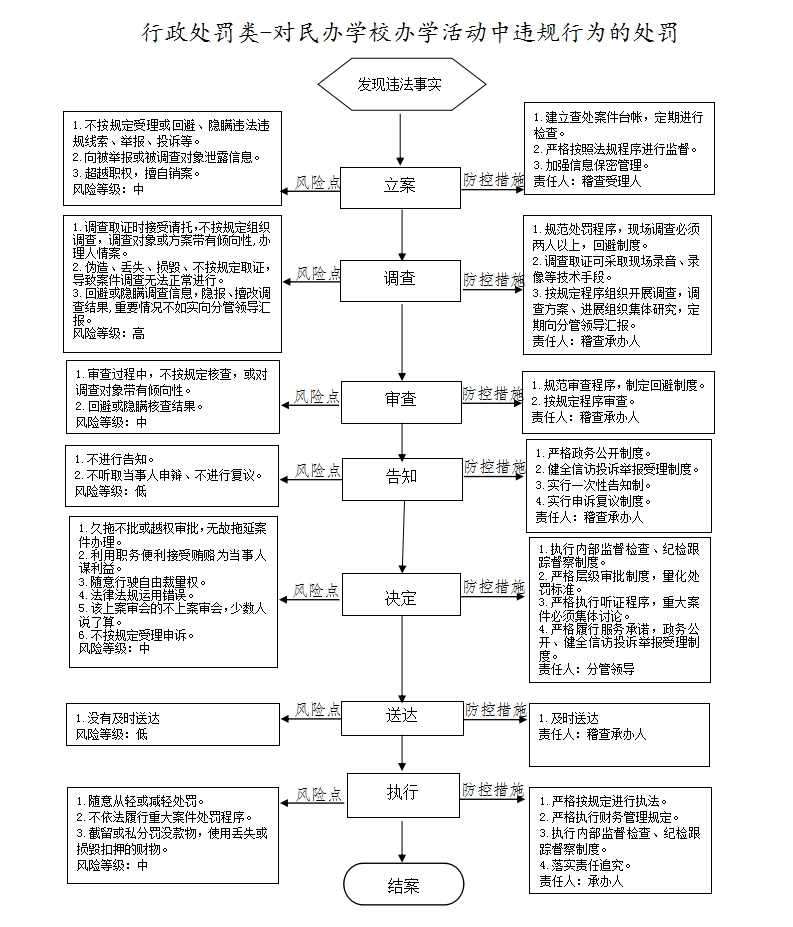 行政处罚类-对民办学校办学活动中违规行为的处罚
发现违法事实
1.不按规定受理或回避、隐瞒违法违
规线索、举报、投诉等。
2.向被举报或被调查对象泄露信息。
3.超越职权，擅自销案。
风险等级：中
风险点
立案
防控措施
1.建立查处案件台帐，定期进行
检查。
2.严格按照法规程序进行监督。
3.加强信息保密管理。
责任人：稽查受理人
1.调查取证时接受请托,不按规定组织
调查，调查对象或方案带有倾向性,办
理人情案。
2.伪造、丢失、损毁、不按规定取证，
导致案件调查无法正常进行。
3.回避或隐瞒调查信息，隐报、擅改调
查结果,重要情况不如实向分管领导汇
报。
风险等级：高
风险点
调查
防控措施
1.规范处罚程序，现场调查必须
两人以上，回避制度。
2.调查取证可采取现场录音、录
像等技术手段。
3.按规定程序组织开展调查，调
查方案、进展组织集体研究，定
期向分管领导汇报。
责任人：稽查承办人
1.审查过程中，不按规定核查，或对
调查对象带有倾向性。
2.回避或隐瞒核查结果。
风险等级：中
风险点
审查
防控措施
1.规范审查程序，制定回避制度。
2.按规定程序审查。
责任人：稽查承办人
1.不进行告知。
2.不听取当事人申辩、不进行复议。
风险等级：低
风险点
告知
防控措施
1.严格政务公开制度。
2.健全信访投诉举报受理制度。
3.实行一次性告知制。
4.实行申诉复议制度。
责任人：稽查承办人
1.欠拖不批或越权审批,无故拖延案
件办理。
2.利用职务便利接受贿赂为当事人
谋利益。
3.随意行驶自由裁量权。
4.法律法规运用错误。
5.该上案审会的不上案审会,少数人
说了算。
6.不按规定受理申诉。
风险等级：中
风险点
决定
防控措施
1.执行内部监督检查、纪检跟
踪督察制度。
2.严格层级审批制度，量化处
罚标准。
3.严格执行听证程序，重大案
件必须集体讨论。
4.严格履行服务承诺，政务公
开、健全信访投诉举报受理制
度。
责任人：分管领导
1.没有及时送达
风险等级：低
风险点
送达
防控措施
1.及时送达
责任人：稽查承办人
1.随意从轻或减轻处罚。
2.不依法履行重大案件处罚程序。
3.截留或私分罚没款物，使用丢失或
损毁扣押的财物。
风险等级：中
风险点
执行
防控措施
1.严格按规定进行执法。
2.严格执行财务管理规定。
3.执行内部监督检查、纪检跟
踪督察制度。
4.落实责任追究。
责任人：承办人
结案